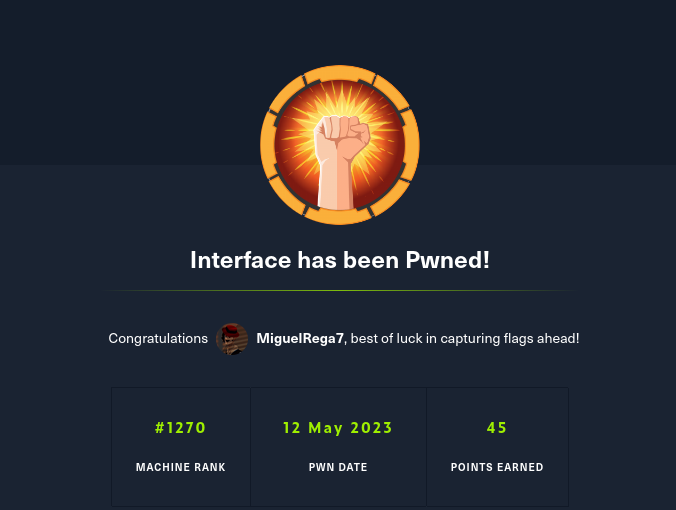 Interface has been Pwned!
Congratulations MiguelRega7, best of luck in capturing flags ahead!
#1270 12 May 2023 45
MACHINE RANK PWN DATE POINTS EARNED